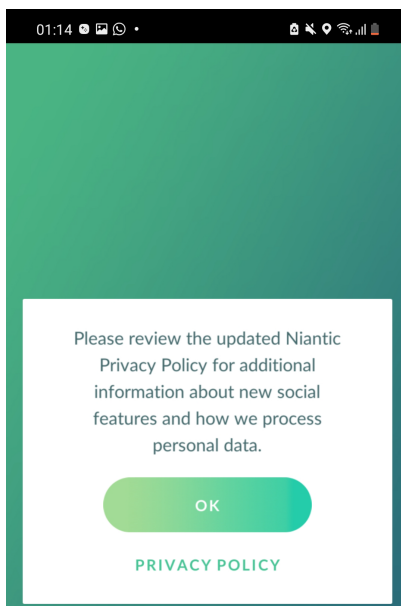 01:14
Please review the updated Niantic
Privacy Policy for additional
information about new social
features and how we process
personal data.
OK
PRIVACY POLICY